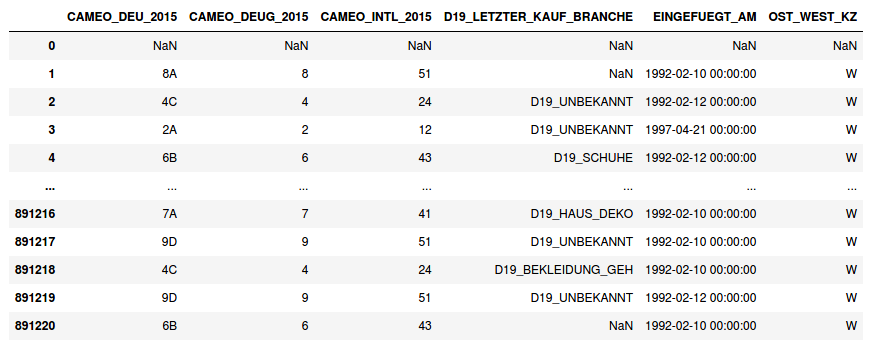 CAMEO_DEU_2015 CAMEO_DEUG_2015 CAMEO_INTL_2015 D19_LETZTER_KAUF_BRANCHE EINGEFUEGT_AM OST_WEST_KZ
0 NaN NaN NaN NaN NaN NaN
1 8A 8 51 NaN 1992-02-10 00:00:00 W
2 4C 4 24 D19_UNBEKANNT 1992-02-12 00:00:00 W
3 2A 2 12 D19_UNBEKANNT 1997-04-21 00:00:00 W
4 6B 6 43 D19_SCHUHE 1992-02-12 00:00:00 W
... ... ... ... ... ... ...
891216 7A 7 41 D19_HAUS_DEKO 1992-02-10 00:00:00 W
891217 9D 9 51 D19_UNBEKANNT 1992-02-10 00:00:00 W
891218 4C 4 24 D19_BEKLEIDUNG_GEH 1992-02-10 00:00:00 W
891219 9D 9 51 D19_UNBEKANNT 1992-02-12 00:00:00 W
891220 6B 6 43 NaN 1992-02-10 00:00:00 W